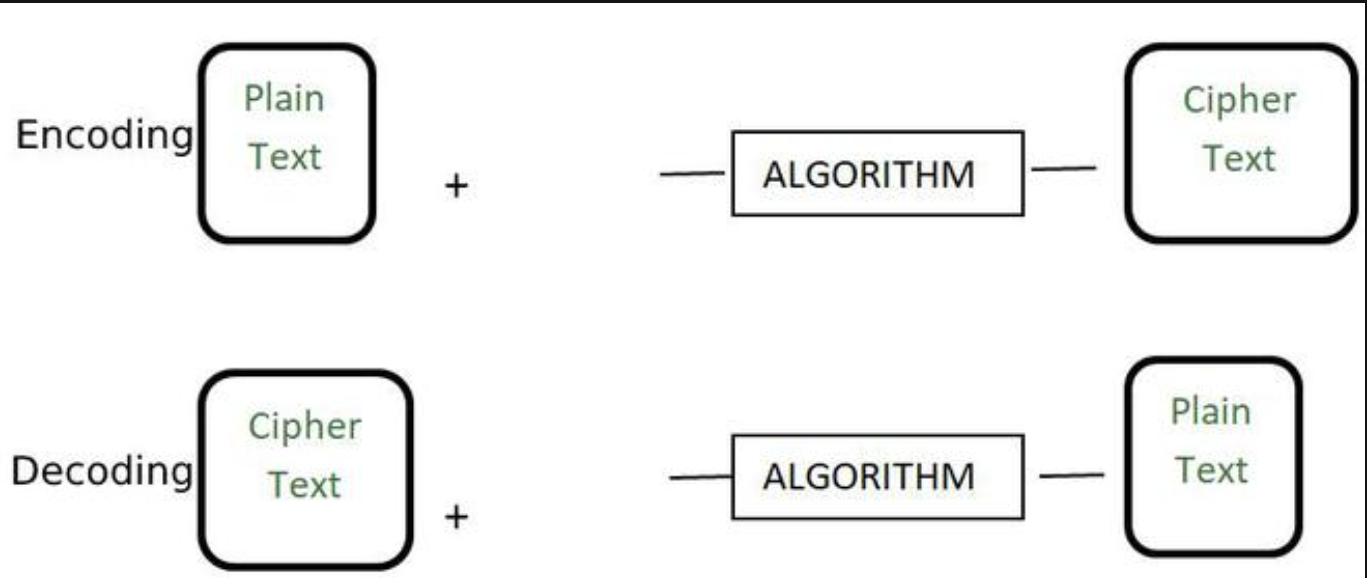 Encoding
Plain
Text
+
ALGORITHM
Cipher
Text
Decoding
Cipher
Text
+
ALGORITHM
Plain
Text